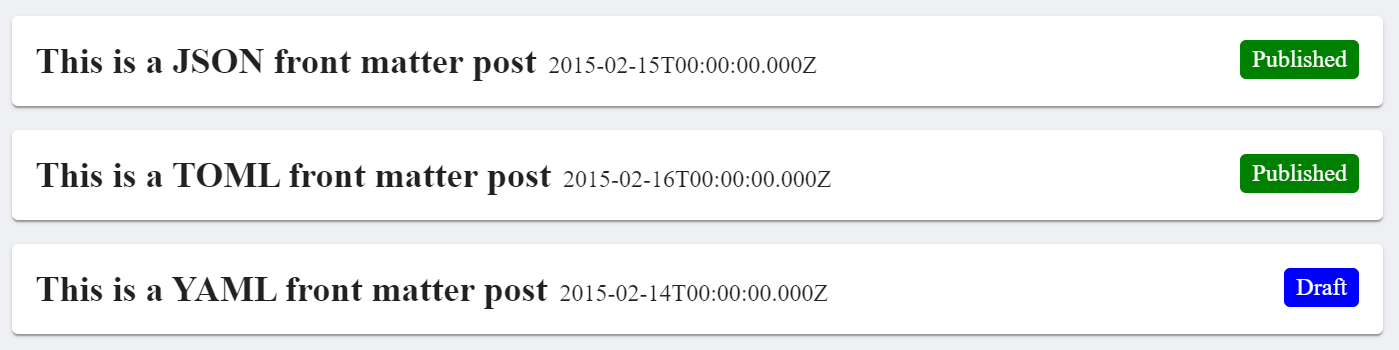 This is a JSON front matter post 2015-02-15T00:00:00.000Z Published
This is a TOML front matter post 2015-02-16T00:00:00.000Z Published
This is a YAML front matter post 2015-02-14T00:00:00.000Z Draft